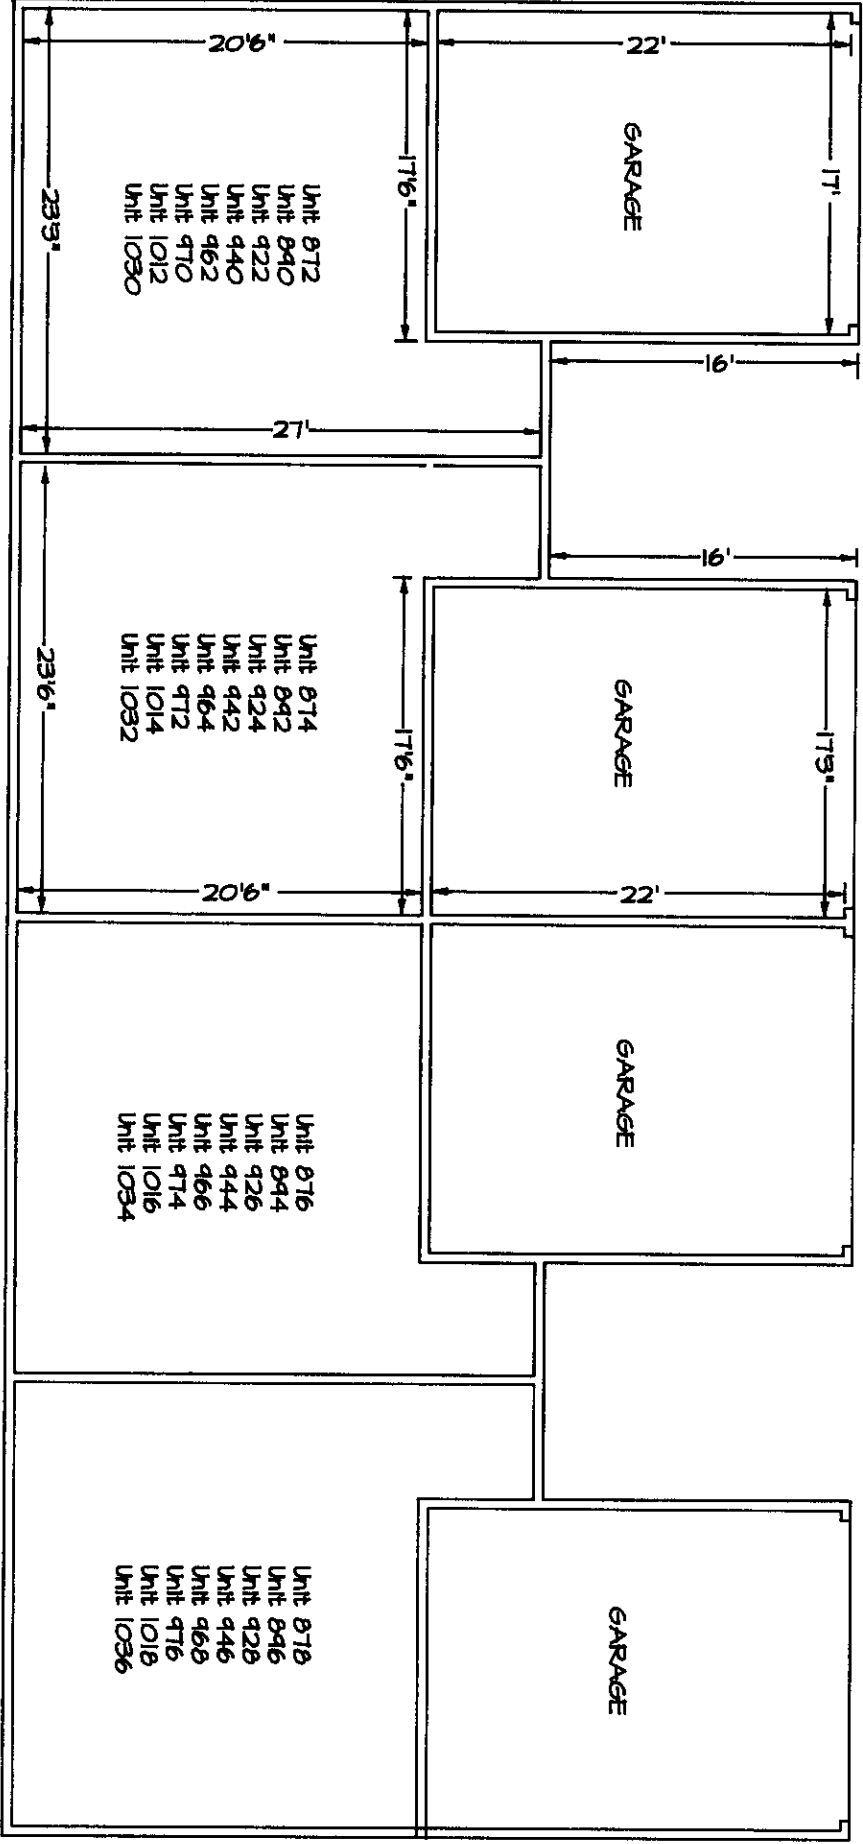 22'
17'
GARAGE
16'
20'6"
17'6"
Unit 872
Unit 890
Unit 922
Unit 940
Unit 962
Unit 970
Unit 1012
Unit 1030
23'3"
27'
16'
GARAGE
17'3"
22'
17'6"
Unit 874
Unit 892
Unit 924
Unit 942
Unit 964
Unit 972
Unit 1014
Unit 1032
23'6"
20'6"
GARAGE
Unit 876
Unit 894
Unit 926
Unit 944
Unit 966
Unit 974
Unit 1016
Unit 1034
GARAGE
Unit 878
Unit 896
Unit 928
Unit 946
Unit 968
Unit 976
Unit 1018
Unit 1036